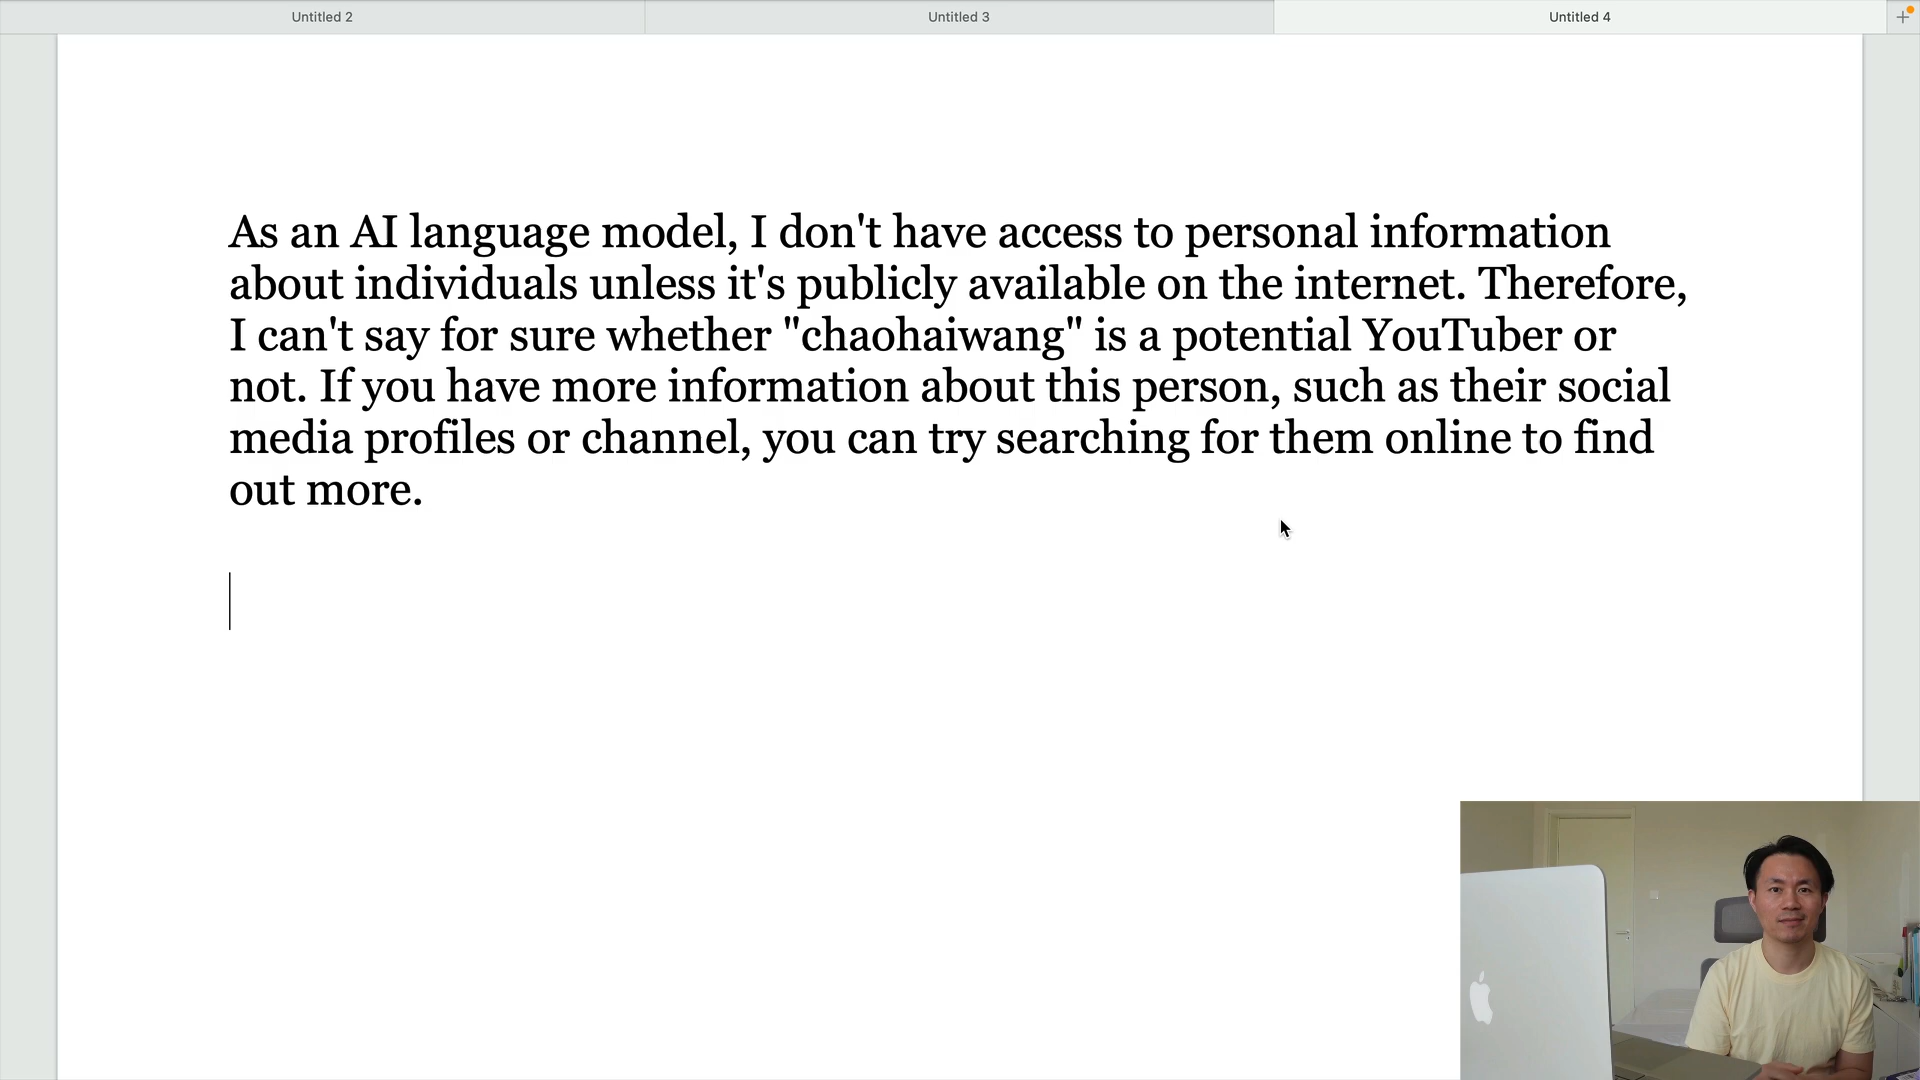 Untitled 2
Untitled 3
Untitled 4
As an AI language model, I don't have access to personal information
about individuals unless it's publicly available on the internet. Therefore,
I can't say for sure whether "chaohaiwang" is a potential YouTuber or
not. If you have more information about this person, such as their social
media profiles or channel, you can try searching for them online to find
out more.